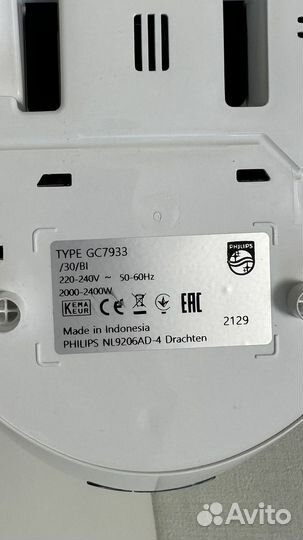 TYPE GC7933
/30/BI
220-240V ~ 50-60Hz
2000-2400W
PHILIPS
KEMA
KEUR
CE
EAC
Made in Indonesia
2129
PHILIPS NL9206AD-4 Drachten
Avito